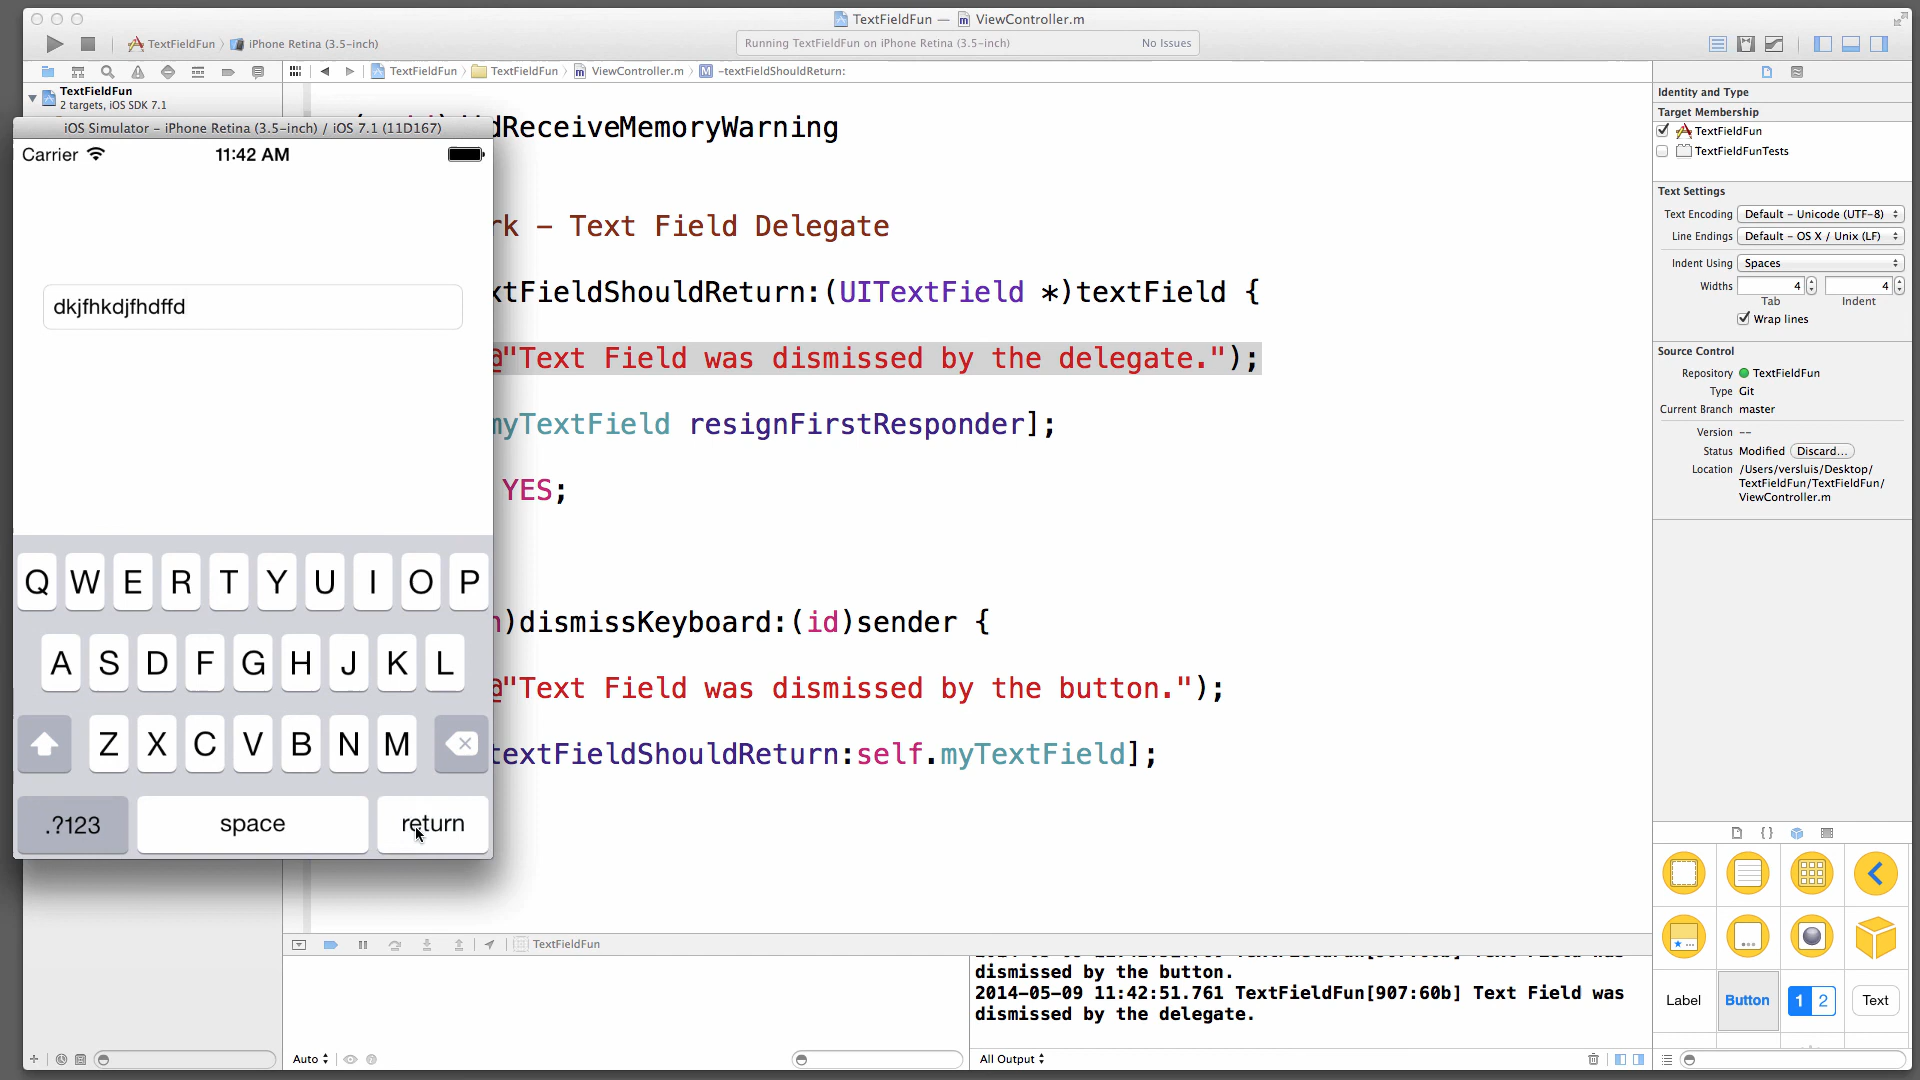 TextFieldFun — ViewController.m
TextFieldFun
iPhone Retina (3.5-inch)
Running TextFieldFun on iPhone Retina (3.5-inch)
No Issues
TextFieldFun
TextFieldFun
ViewController.m
-textFieldShouldReturn:
TextFieldFun
2 targets, iOS SDK 7.1
iOS Simulator - iPhone Retina (3.5-inch) / iOS 7.1 (11D167)
Carrier
11:42 AM
dkjfhkdjfhdffd
Q W E R T Y U I O P
A S D F G H J K L
Z X C V B N M
.?123
space
return
dReceiveMemoryWarning
rk - Text Field Delegate
xtFieldShouldReturn:(UITextField *)textField {
@"Text Field was dismissed by the delegate.");
myTextField resignFirstResponder];
YES;
)dismissKeyboard:(id)sender {
@"Text Field was dismissed by the button.");
textFieldShouldReturn:self.myTextField];
TextFieldFun
dismissed by the button.
2014-05-09 11:42:51.761 TextFieldFun[907:60b] Text Field was
dismissed by the delegate.
Auto
All Output
Identity and Type
Target Membership
TextFieldFun
TextFieldFunTests
Text Settings
Text Encoding Default - Unicode (UTF-8)
Line Endings Default - OS X / Unix (LF)
Indent Using Spaces
Widths 4 4
Tab Indent
Wrap lines
Source Control
Repository TextFieldFun
Type Git
Current Branch master
Version --
Status Modified Discard...
Location /Users/versluis/Desktop/
TextFieldFun/TextFieldFun/
ViewController.m
Label
Button
1 2
Text